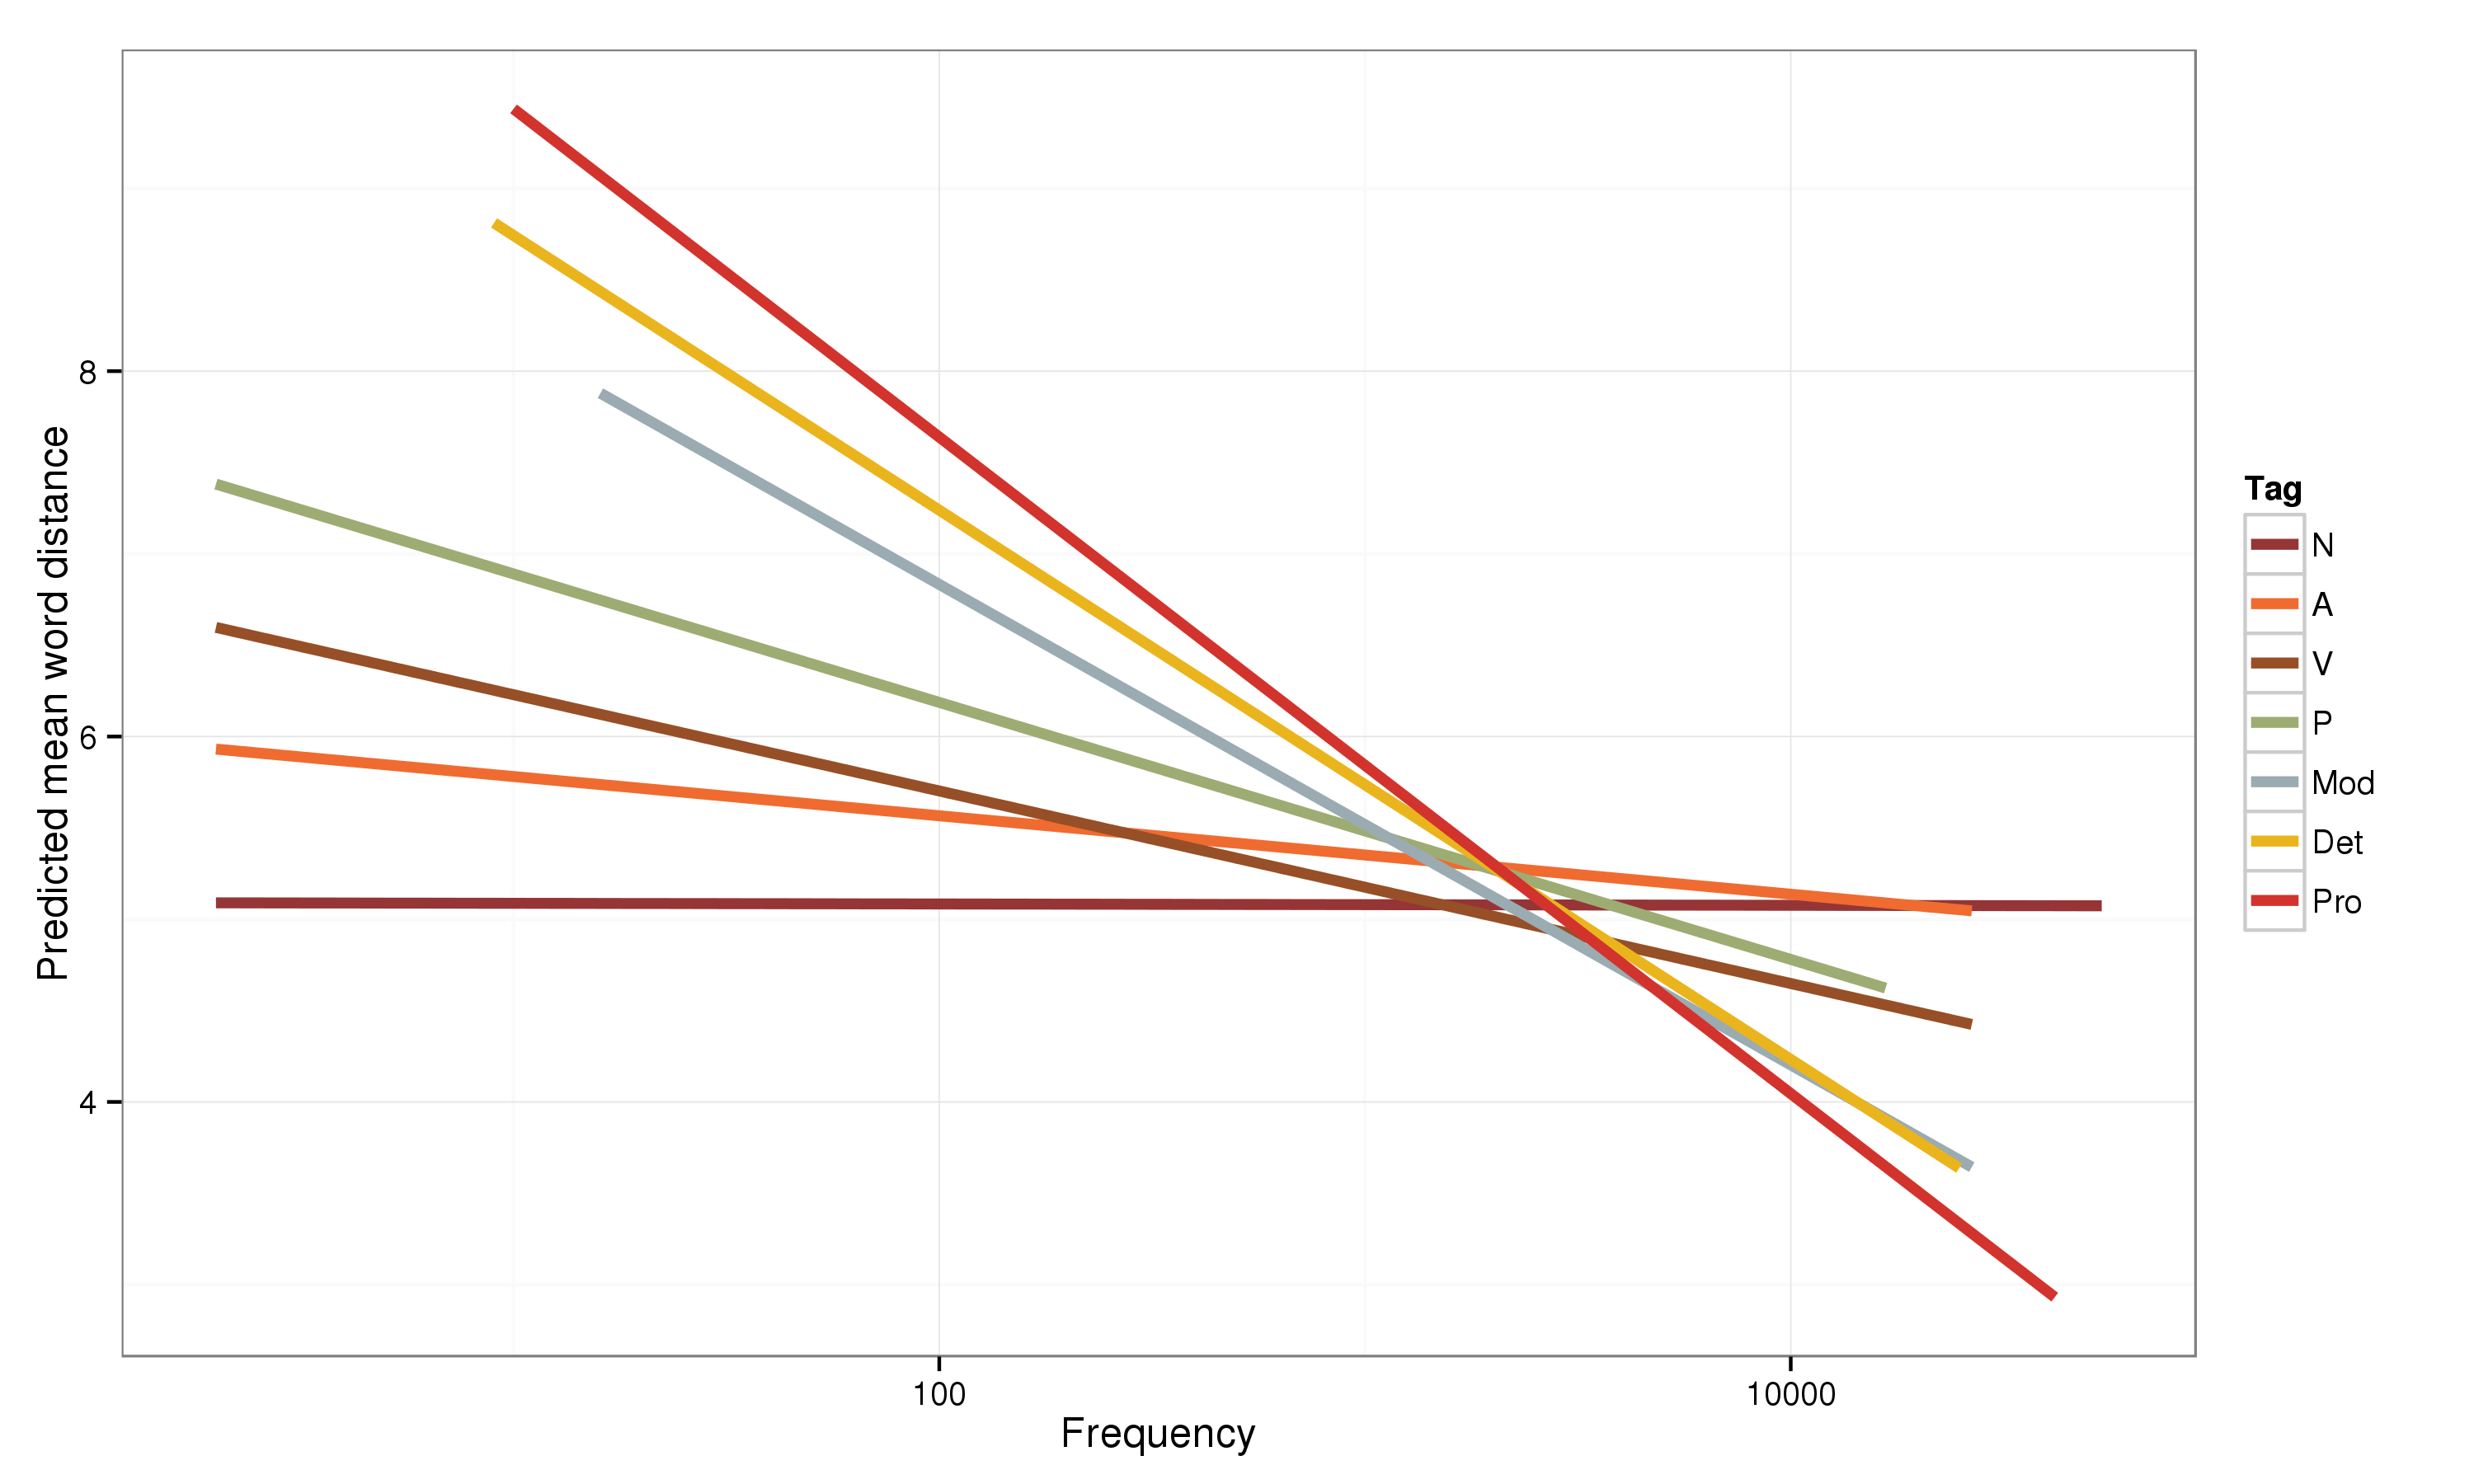 Predicted mean word distance
8
6
4
100
10000
Frequency
Tag
N
A
V
P
Mod
Det
Pro